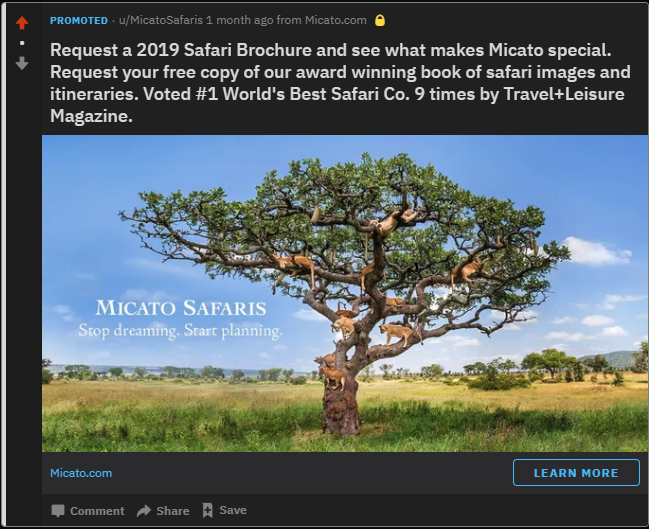 PROMOTED · u/MicatoSafaris 1 month ago from Micato.com
Request a 2019 Safari Brochure and see what makes Micato special.
Request your free copy of our award winning book of safari images and
itineraries. Voted #1 World's Best Safari Co. 9 times by Travel+Leisure
Magazine.
MICATO SAFARIS
Stop dreaming. Start planning.
Micato.com
LEARN MORE
Comment Share Save